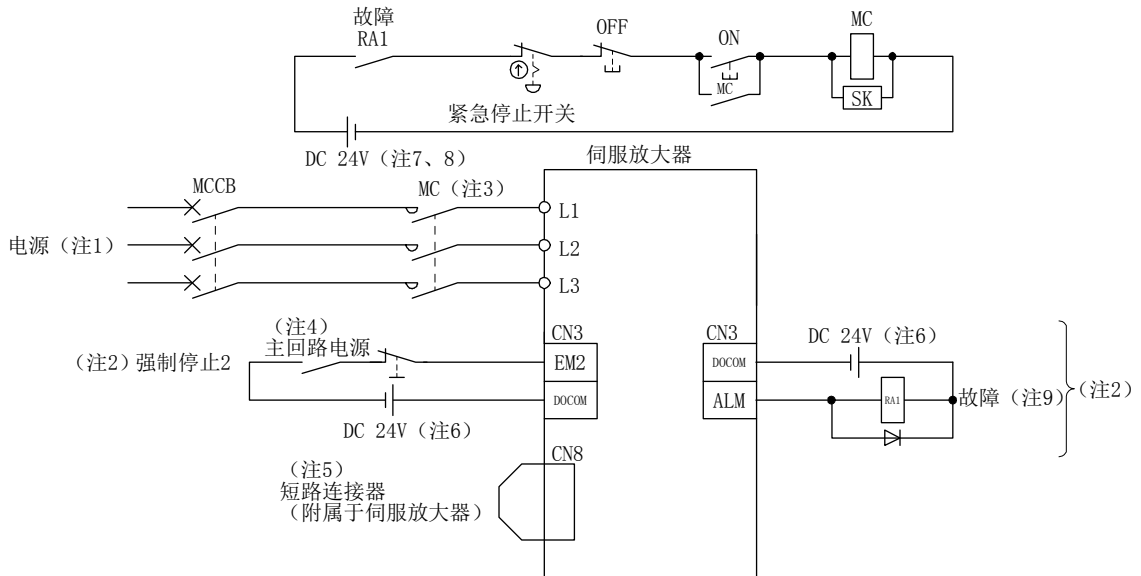 故障
RA1
OFF
ON
MC
MC
SK
紧急停止开关
DC 24V（注7、8）
伺服放大器
MCCB
MC（注3）
L1
电源（注1）
L2
L3
（注4）
主回路电源
（注2）强制停止2
CN3
EM2
DOCOM
DC 24V（注6）
CN3
DOCOM
ALM
DC 24V（注6）
RA1
故障（注9）
（注2）
CN8
（注5）
短路连接器
（附属于伺服放大器）